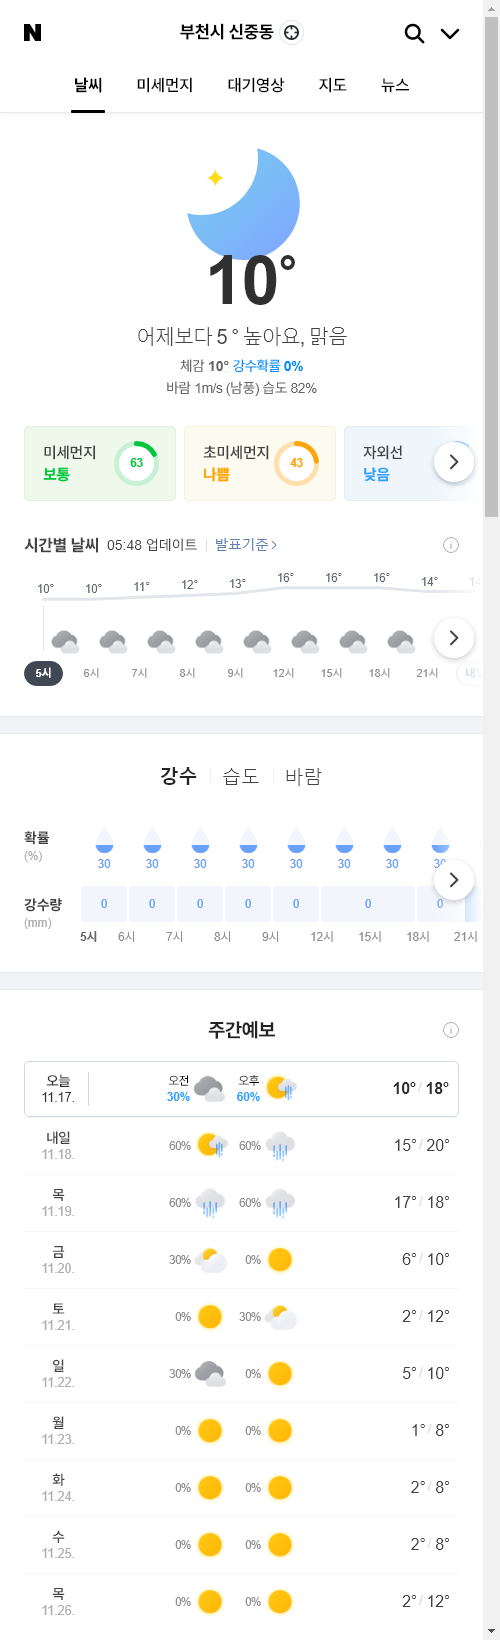 N
부천시 신중동
날씨 미세먼지 대기영상 지도 뉴스
10°
어제보다 5 ° 높아요, 맑음
체감 10° 강수확률 0%
바람 1m/s (남풍) 습도 82%
미세먼지 63 초미세먼지 43 자외선
보통 나쁨 낮음
시간별 날씨 05:48 업데이트 발표기준
10° 10° 11° 12° 13° 16° 16° 16° 14° 14
5시 6시 7시 8시 9시 12시 15시 18시 21시
강수 습도 바람
확률
(%) 30 30 30 30 30 30 30 30
강수량 0 0 0 0 0 0 0
(mm)
5시 6시 7시 8시 9시 12시 15시 18시 21시
주간예보
오늘 오전 오후
11.17. 30% 60% 10° / 18°
내일
11.18. 60% 60% 15° / 20°
목
11.19. 60% 60% 17° / 18°
금
11.20. 30% 0% 6° / 10°
토
11.21. 0% 30% 2° / 12°
일
11.22. 30% 0% 5° / 10°
월
11.23. 0% 0% 1° / 8°
화
11.24. 0% 0% 2° / 8°
수
11.25. 0% 0% 2° / 8°
목
11.26. 0% 0% 2° / 12°